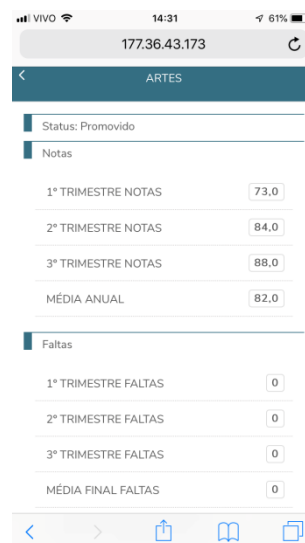 VIVO 14:31 61%
177.36.43.173
ARTES
Status: Promovido
Notas
1º TRIMESTRE NOTAS 73,0
2º TRIMESTRE NOTAS 84,0
3º TRIMESTRE NOTAS 88,0
MÉDIA ANUAL 82,0
Faltas
1º TRIMESTRE FALTAS 0
2º TRIMESTRE FALTAS 0
3º TRIMESTRE FALTAS 0
MÉDIA FINAL FALTAS 0